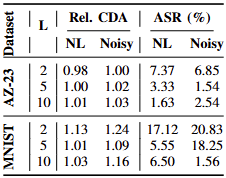 Dataset L Rel. CDA ASR (%)
NL Noisy NL Noisy
AZ-23 2 0.98 1.00 7.37 6.85
5 1.00 1.02 3.33 1.54
10 1.01 1.03 1.63 2.54
MNIST 2 1.13 1.24 17.12 20.83
5 1.01 1.09 5.55 18.25
10 1.03 1.16 6.50 1.56